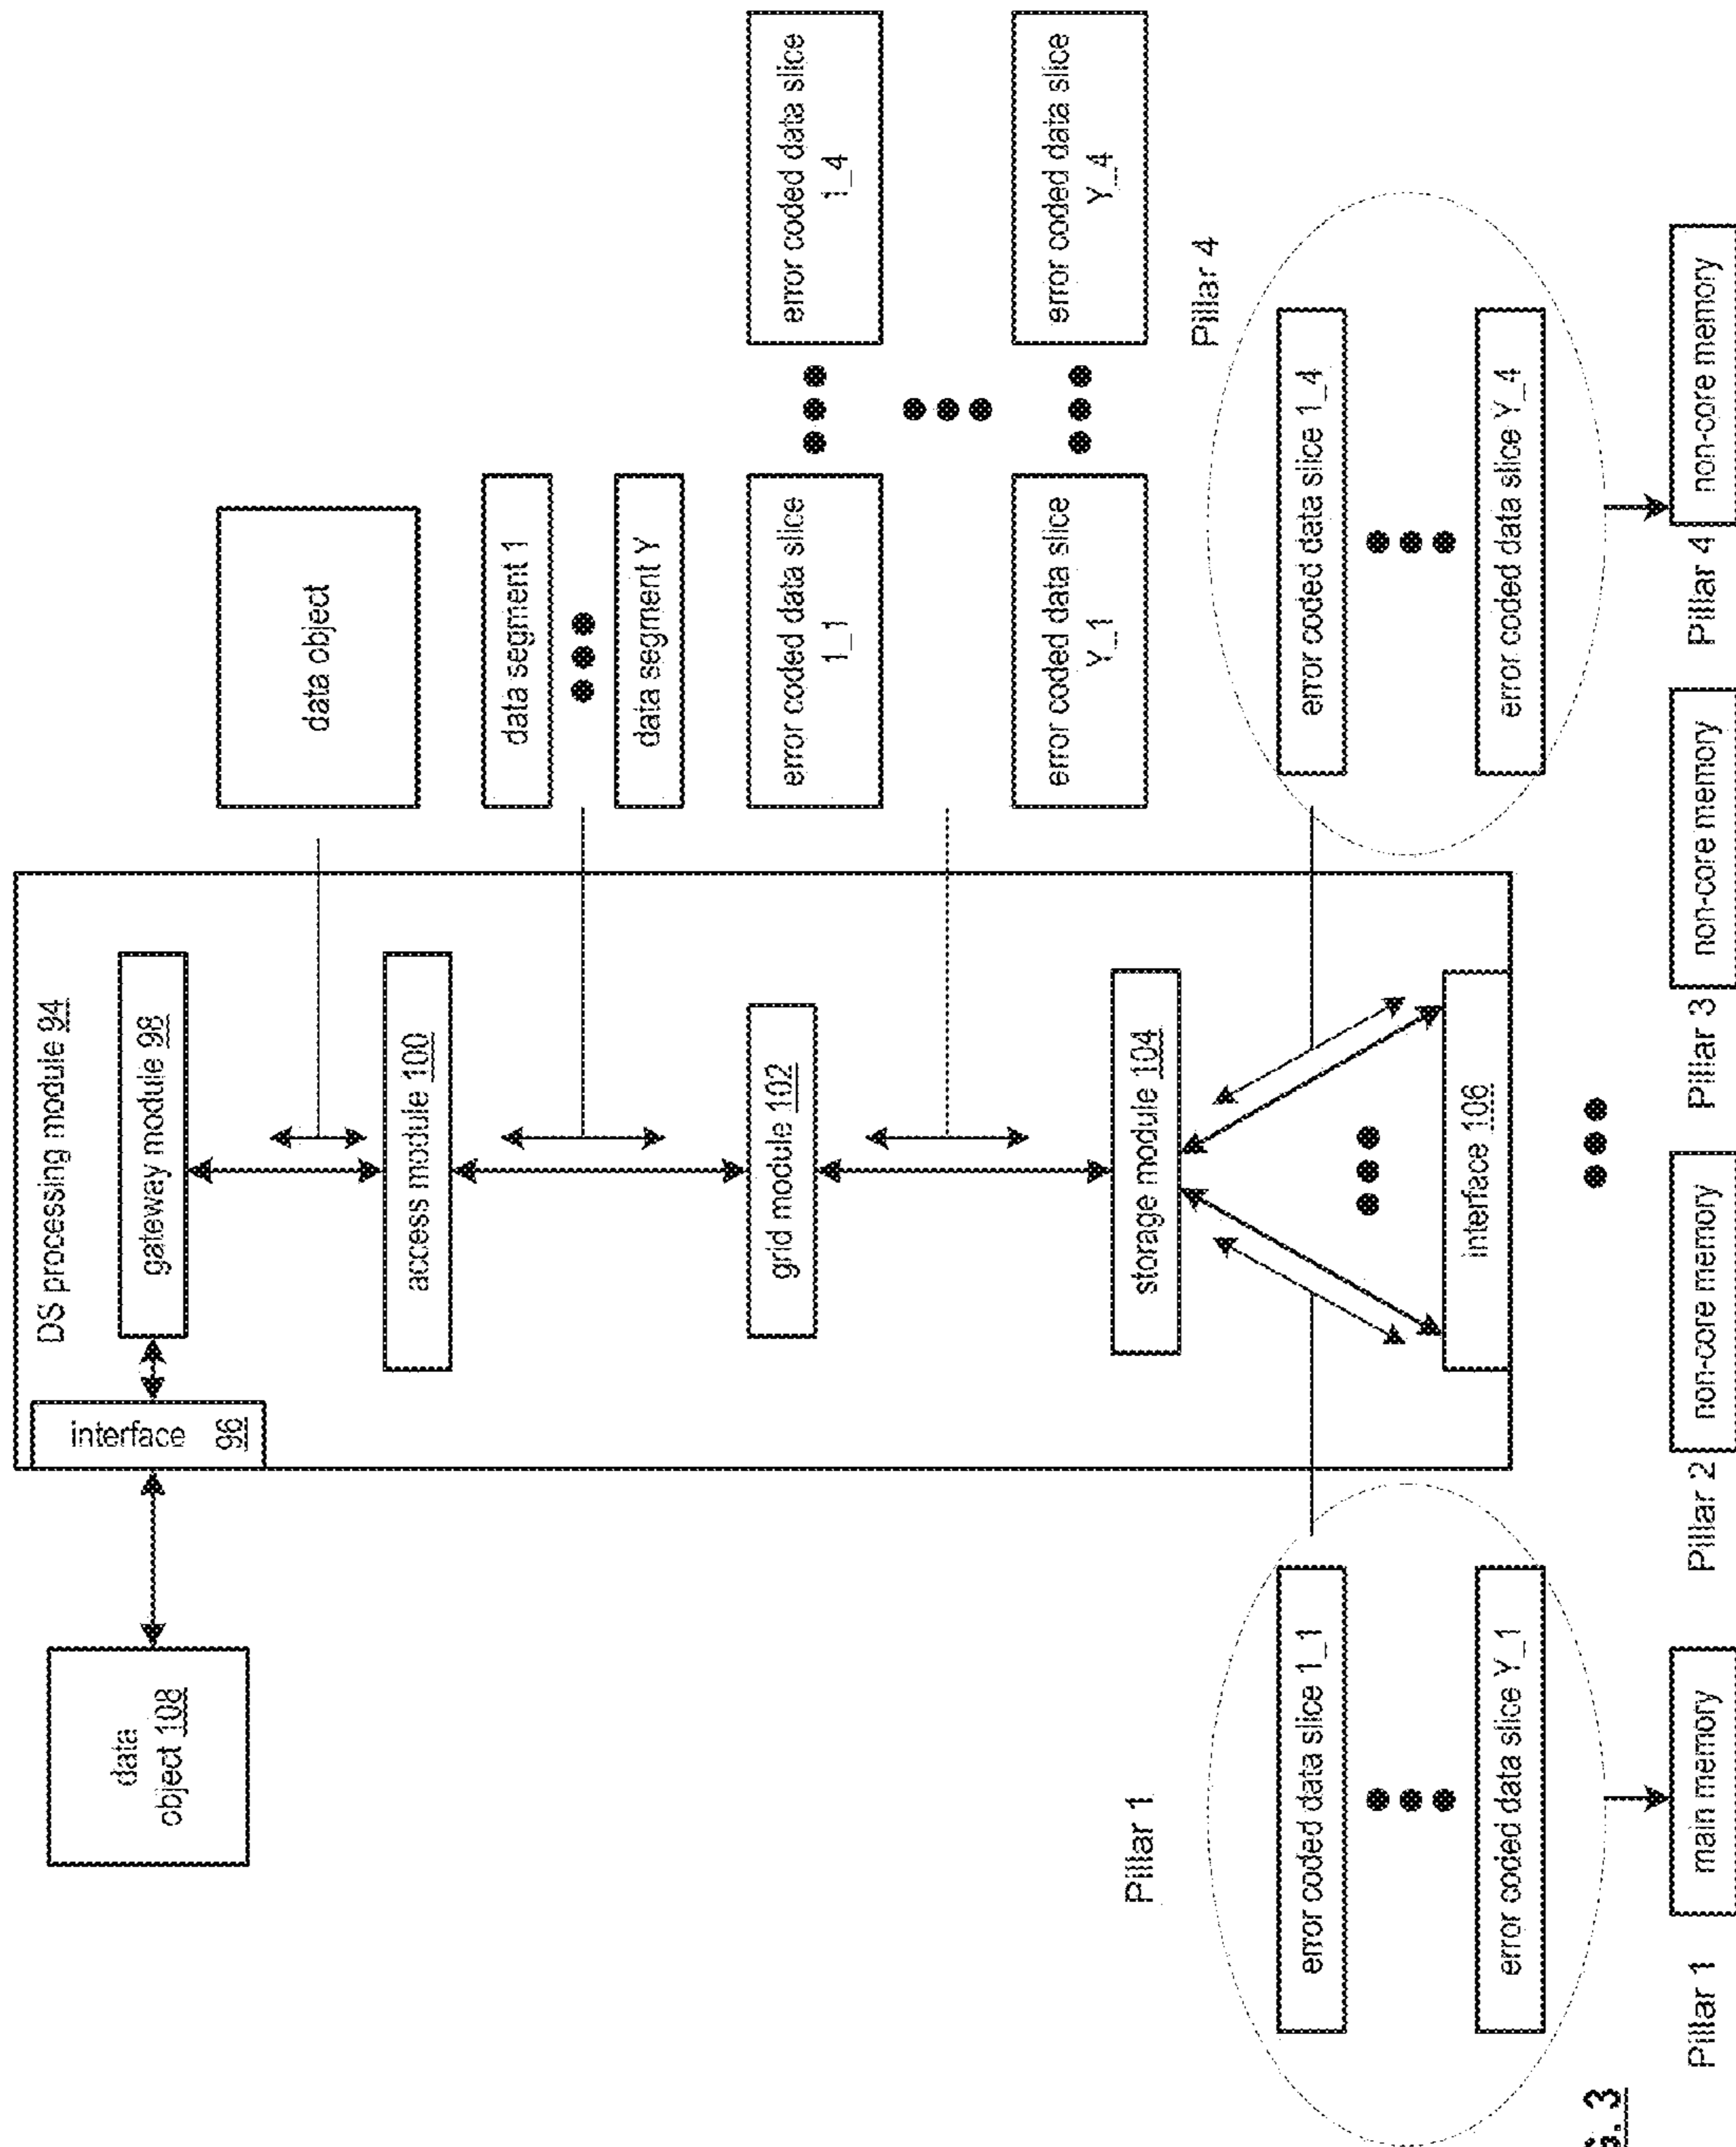 DS processing module 94
data
object 108
interface 96
gateway module 98
data object
access module 100
data segment 1
data segment Y
grid module 102
error coded data slice
1_1
error coded data slice
1_4
error coded data slice
Y_1
error coded data slice
Y_4
storage module 104
Pillar 1
Pillar 4
error coded data slice 1_1
error coded data slice Y_1
error coded data slice 1_4
error coded data slice Y_4
interface 106
Pillar 1
main memory
Pillar 2
non-core memory
Pillar 3
non-core memory
Pillar 4
non-core memory
3